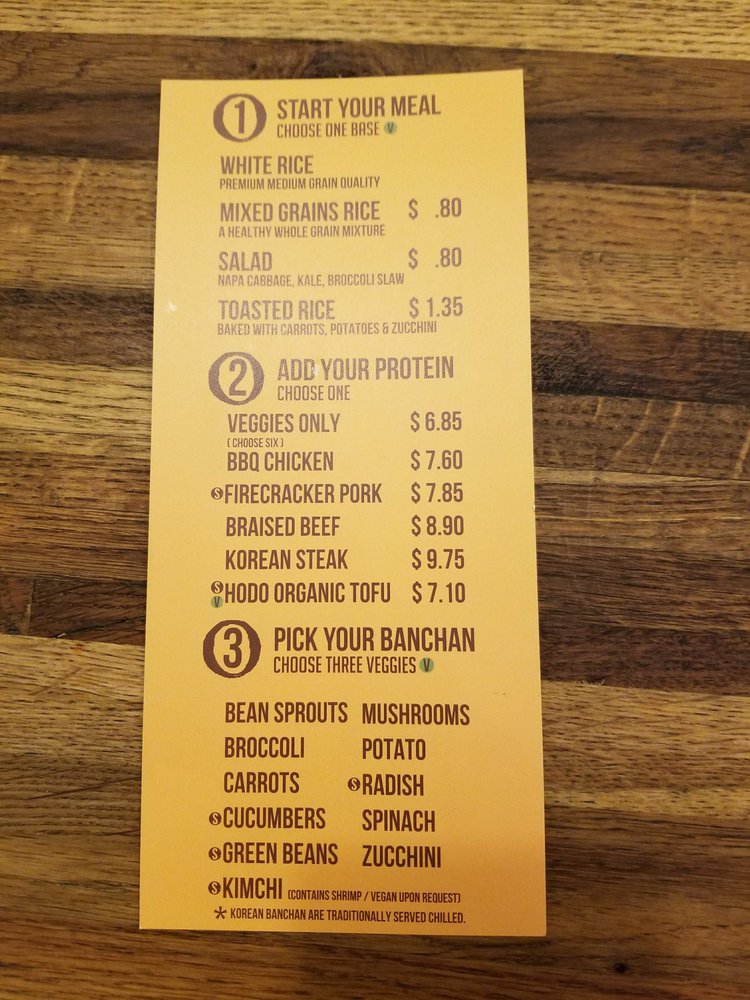 1 START YOUR MEAL
CHOOSE ONE BASE V
WHITE RICE
PREMIUM MEDIUM GRAIN QUALITY
MIXED GRAINS RICE $ .80
A HEALTHY WHOLE GRAIN MIXTURE
SALAD $ .80
NAPA CABBAGE, KALE, BROCCOLI SLAW
TOASTED RICE $ 1.35
BAKED WITH CARROTS, POTATOES & ZUCCHINI
2 ADD YOUR PROTEIN
CHOOSE ONE
VEGGIES ONLY $ 6.85
( CHOOSE SIX )
BBQ CHICKEN $ 7.60
S FIRECRACKER PORK $ 7.85
BRAISED BEEF $ 8.90
KOREAN STEAK $ 9.75
S V HODO ORGANIC TOFU $ 7.10
3 PICK YOUR BANCHAN
CHOOSE THREE VEGGIES V
BEAN SPROUTS MUSHROOMS
BROCCOLI POTATO
CARROTS S RADISH
S CUCUMBERS SPINACH
S GREEN BEANS ZUCCHINI
S KIMCHI (CONTAINS SHRIMP / VEGAN UPON REQUEST)
* KOREAN BANCHAN ARE TRADITIONALLY SERVED CHILLED.